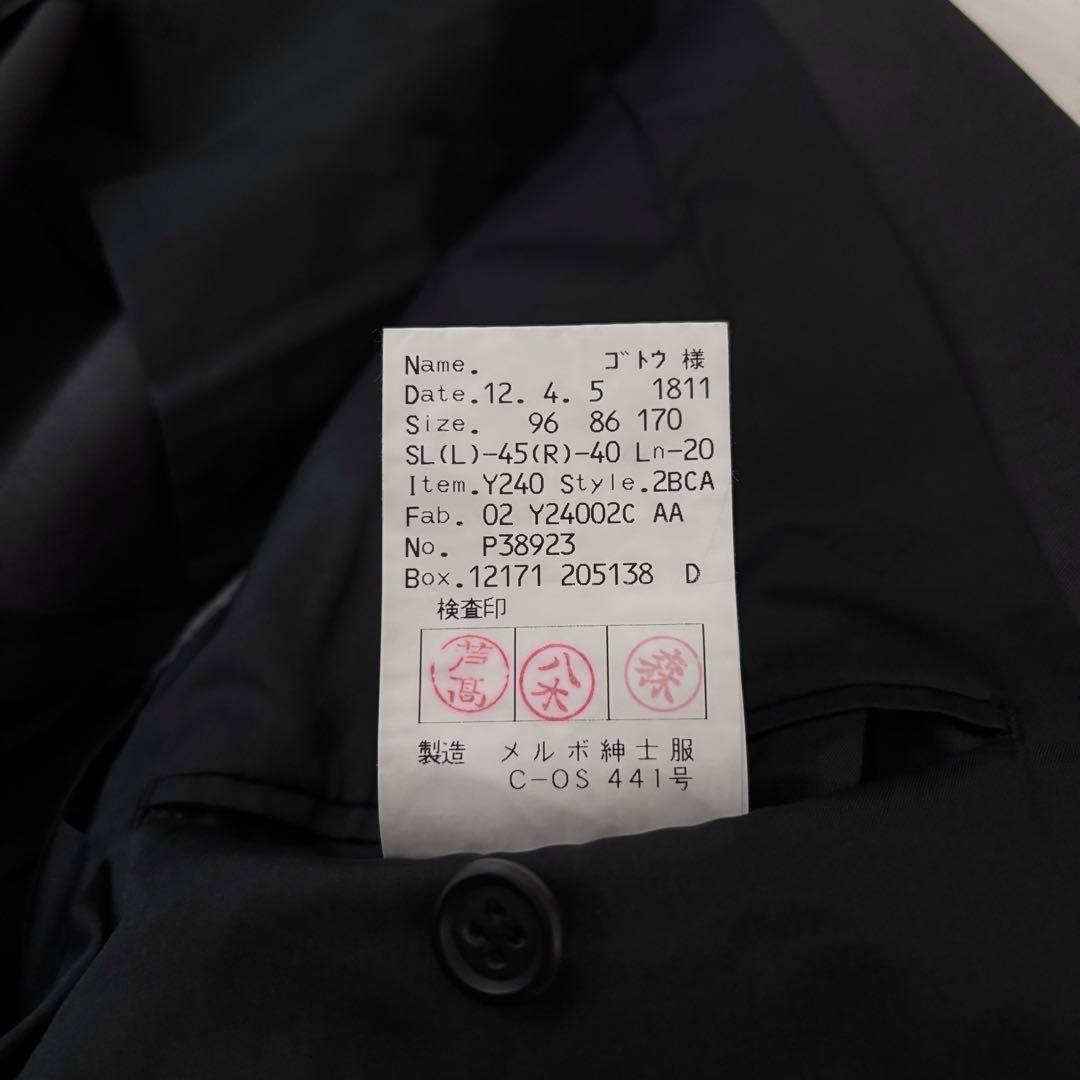 Name. ｺﾞﾄｳ 様
Date.12. 4. 5 1811
Size. 96 86 170
SL(L)-45(R)-40 Ln-20
Item.Y240 Style.2BCA
Fab. 02 Y24002C AA
No. P38923
Box.12171 205138 D
検査印
芦高 八木 森
製造 メルボ紳士服
C-OS 441号